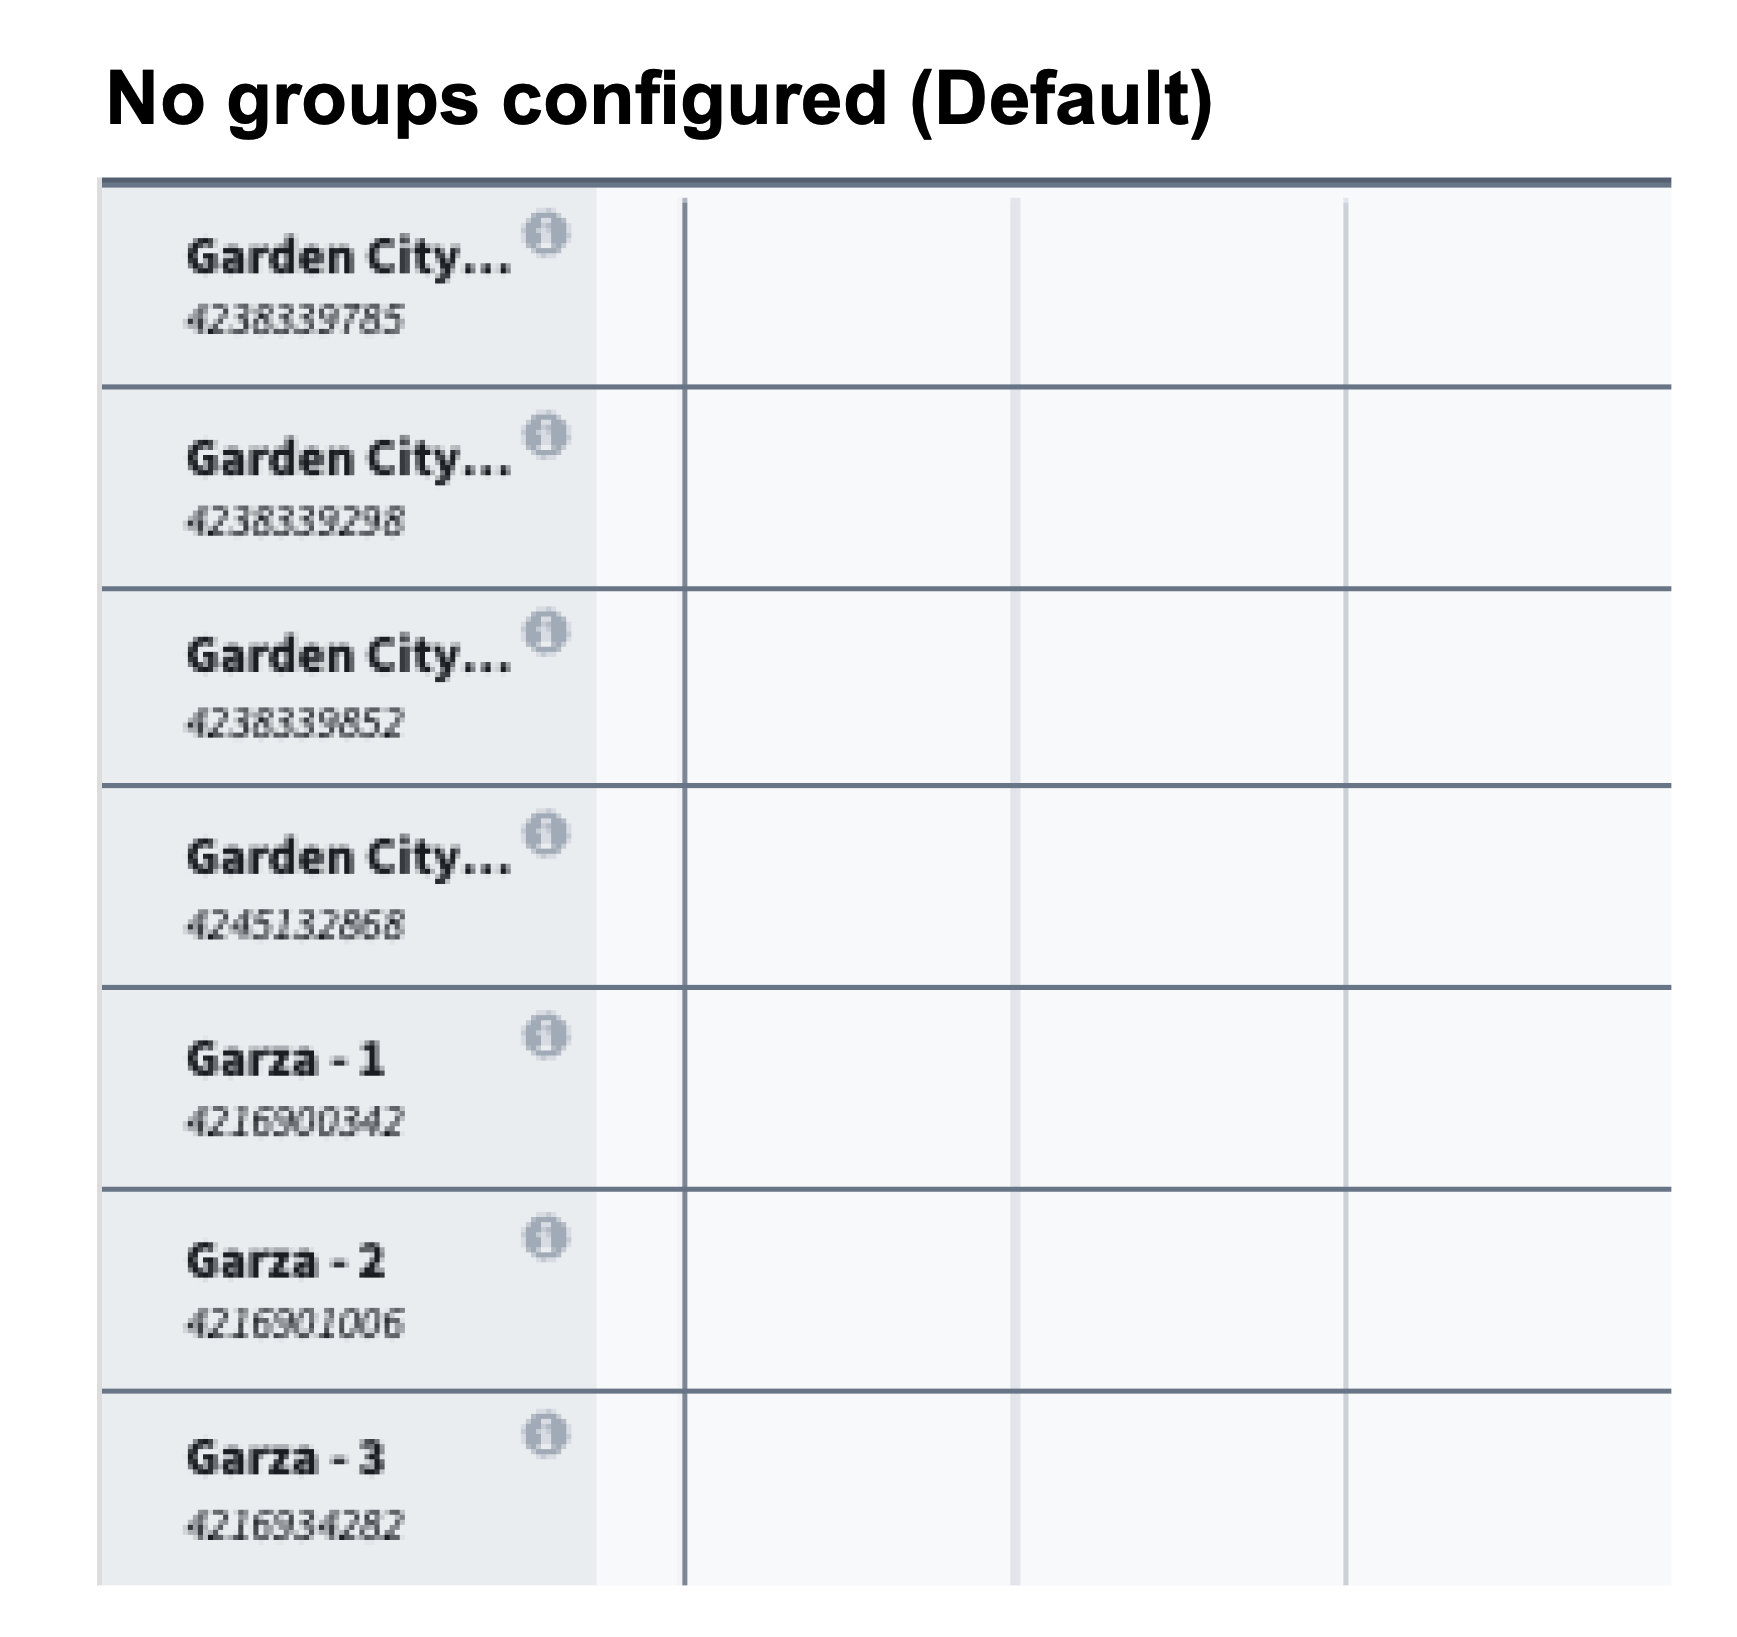 No groups configured (Default)
Garden City...
4238339785
Garden City...
4238339298
Garden City...
4238339852
Garden City...
4245132868
Garza - 1
4216900342
Garza - 2
4216901006
Garza - 3
4216934282